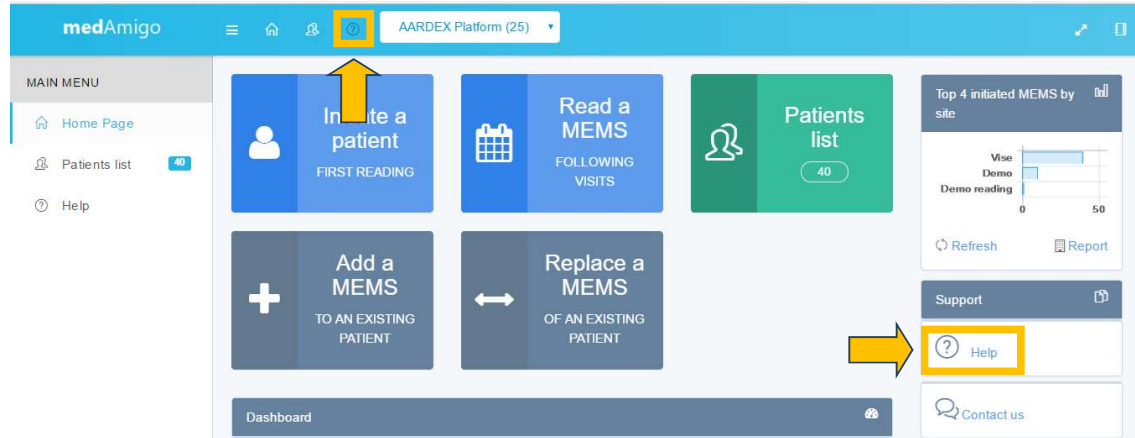 medAmigo
AARDEX Platform (25)
MAIN MENU
Home Page
Patients list 40
Help
patient
FIRST READING
Read a
MEMS
FOLLOWING
VISITS
Patients
list
40
Add a
MEMS
TO AN EXISTING
PATIENT
Replace a
MEMS
OF AN EXISTING
PATIENT
Dashboard
Top 4 initiated MEMS by
site
Vise
Demo
Demo reading
0 50
Refresh Report
Support
Help
Contact us